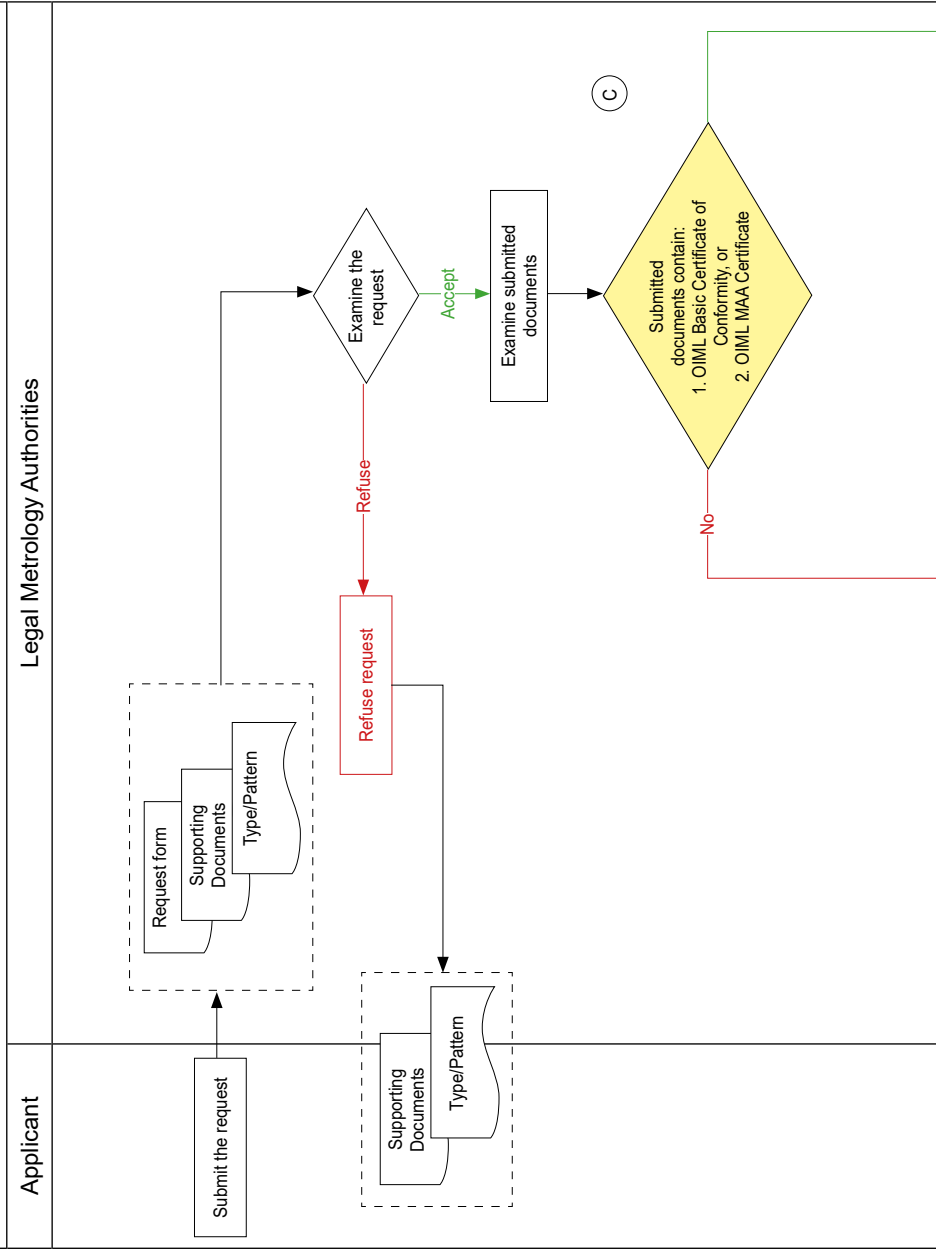 Applicant
Legal Metrology Authorities
Submit the request
Request form
Supporting
Documents
Type/Pattern
Examine the
request
Refuse
Accept
Refuse request
Supporting
Documents
Type/Pattern
Examine submitted
documents
C
Submitted
documents contain:
1. OIML Basic Certificate of
Conformity, or
2. OIML MAA Certificate
No